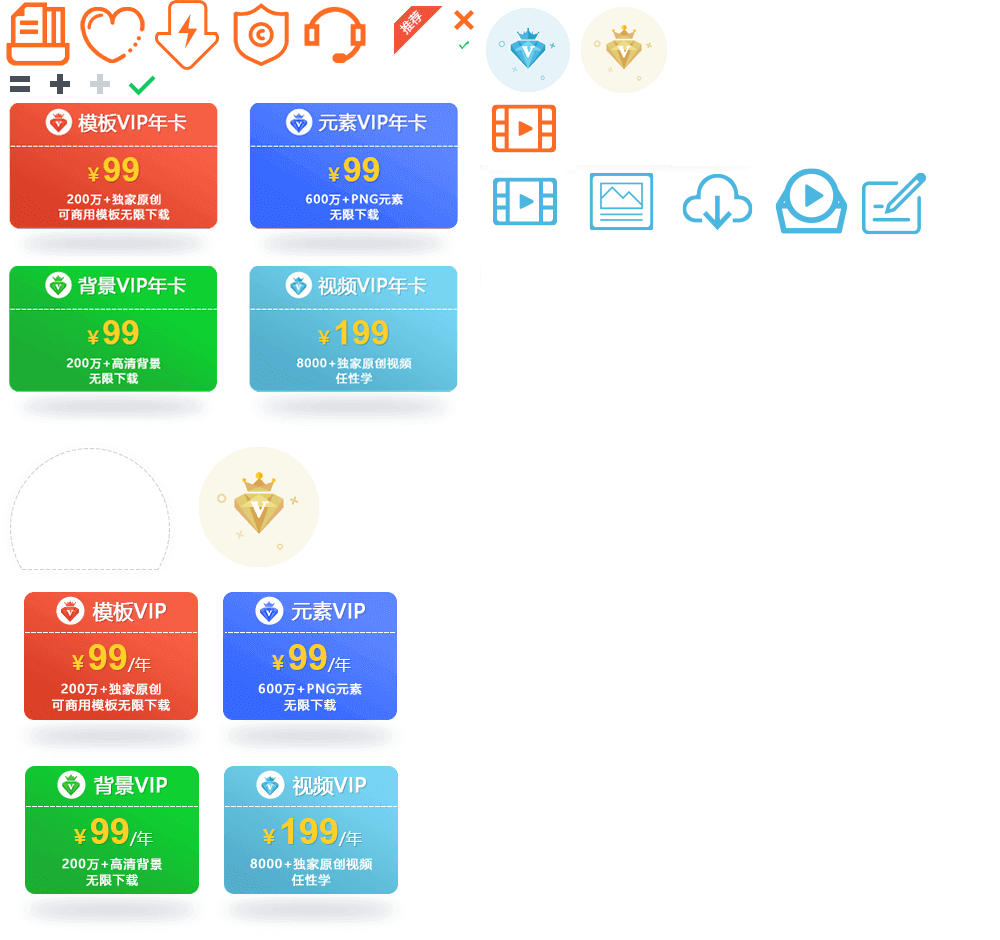 推荐
模板VIP年卡
¥99
200万+独家原创
可商用模板无限下载
元素VIP年卡
¥99
600万+PNG元素
无限下载
背景VIP年卡
¥99
200万+高清背景
无限下载
视频VIP年卡
¥199
8000+独家原创视频
任性学
模板VIP
¥99/年
200万+独家原创
可商用模板无限下载
元素VIP
¥99/年
600万+PNG元素
无限下载
背景VIP
¥99/年
200万+高清背景
无限下载
视频VIP
¥199/年
8000+独家原创视频
任性学